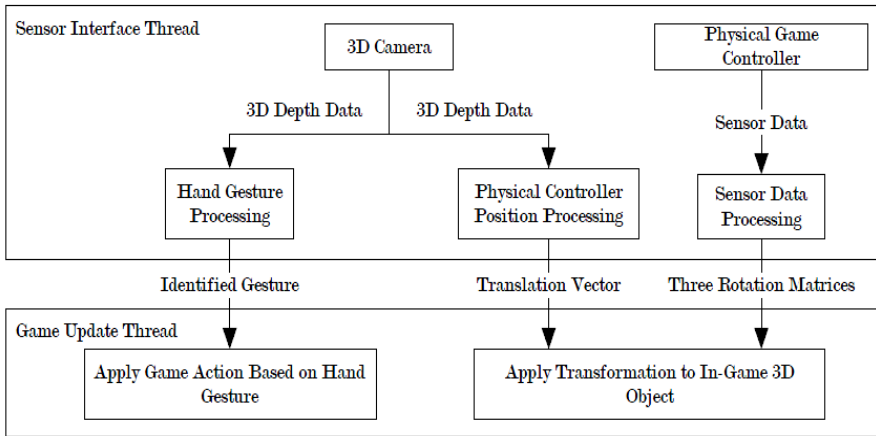 Sensor Interface Thread
3D Camera
Physical Game
Controller
3D Depth Data
3D Depth Data
Sensor Data
Hand Gesture
Processing
Physical Controller
Position Processing
Sensor Data
Processing
Identified Gesture
Translation Vector
Three Rotation Matrices
Game Update Thread
Apply Game Action Based on Hand
Gesture
Apply Transformation to In-Game 3D
Object